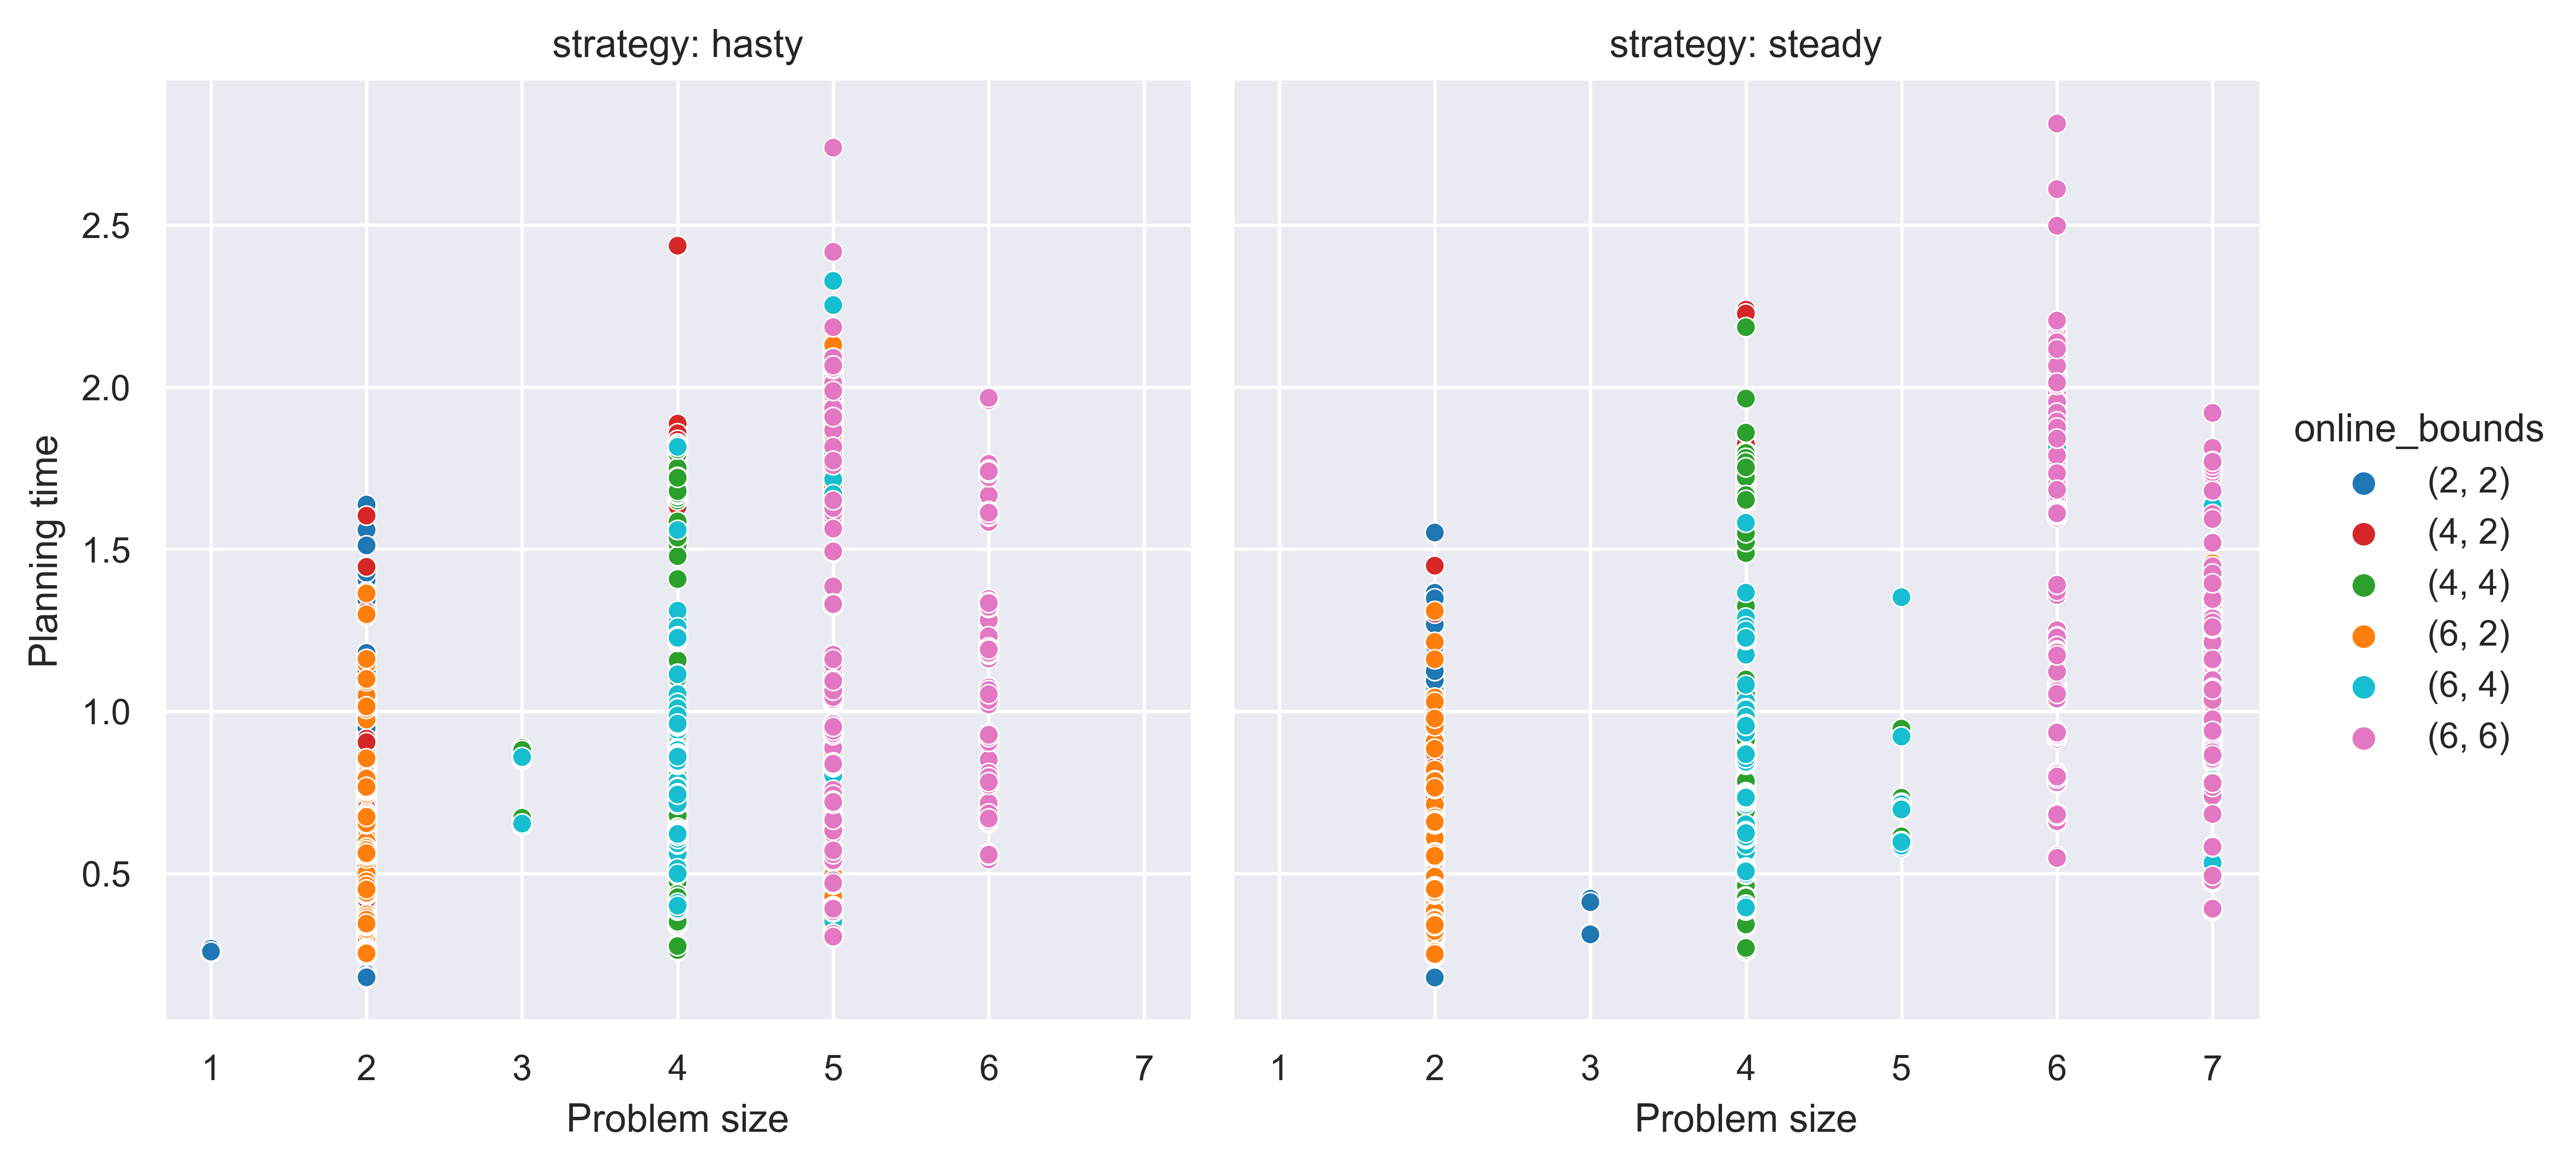 strategy: hasty
strategy: steady
Planning time
2.5
2.0
1.5
1.0
0.5
1 2 3 4 5 6 7
1 2 3 4 5 6 7
Problem size
Problem size
online_bounds
(2, 2)
(4, 2)
(4, 4)
(6, 2)
(6, 4)
(6, 6)